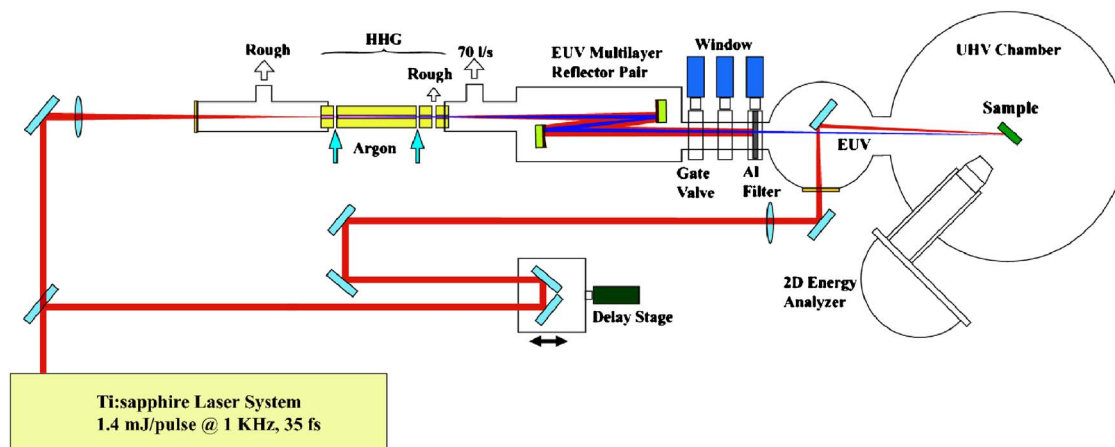 HHG
Rough
70 l/s
Rough
Argon
EUV Multilayer
Reflector Pair
Window
Gate
Valve
Al
Filter
EUV
UHV Chamber
Sample
2D Energy
Analyzer
Delay Stage
Ti:sapphire Laser System
1.4 mJ/pulse @ 1 KHz, 35 fs